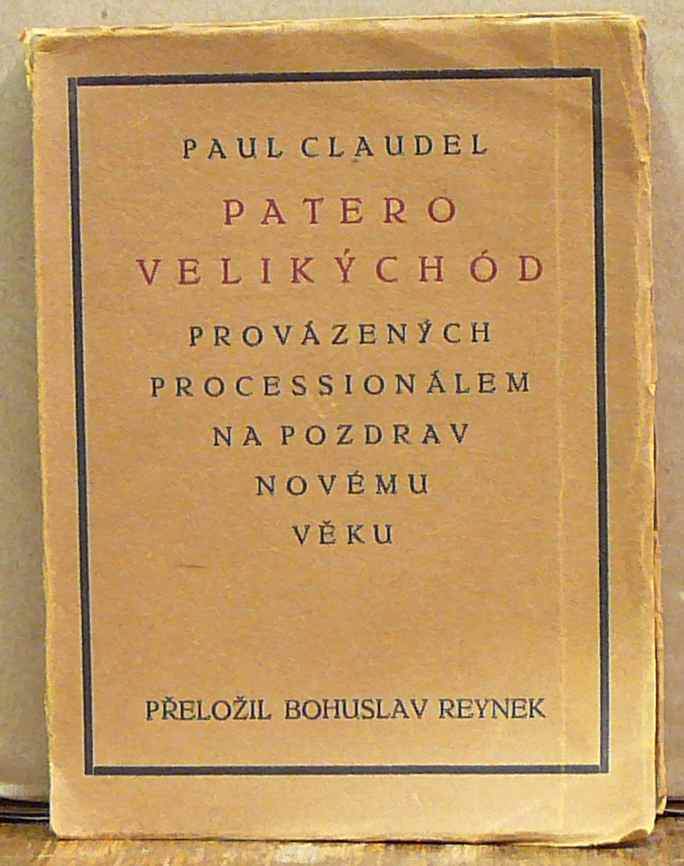 PAUL CLAUDEL
PATERO
VELIKÝCH ÓD
PROVÁZENÝCH
PROCESSIONÁLEM
NA POZDRAV
NOVÉMU
VĚKU
PŘELOŽIL BOHUSLAV REYNEK